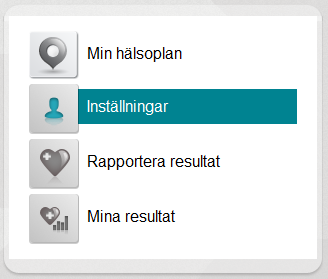 Min hälsoplan
Inställningar
Rapportera resultat
Mina resultat